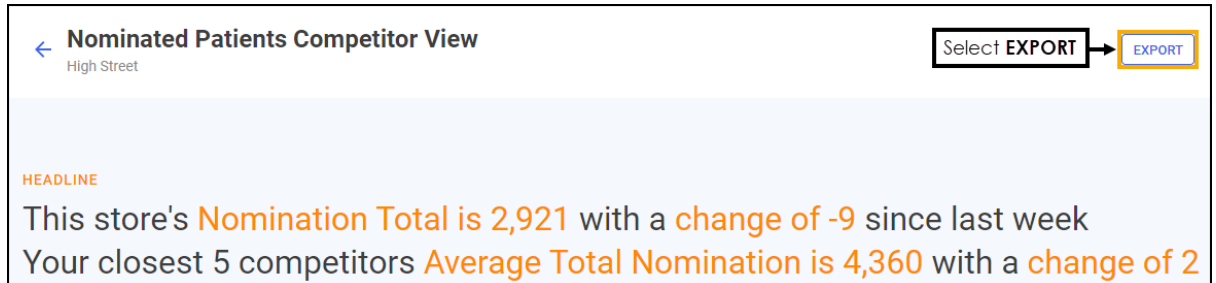 Nominated Patients Competitor View
High Street
Select EXPORT
EXPORT
HEADLINE
This store's Nomination Total is 2,921 with a change of -9 since last week
Your closest 5 competitors Average Total Nomination is 4,360 with a change of 2